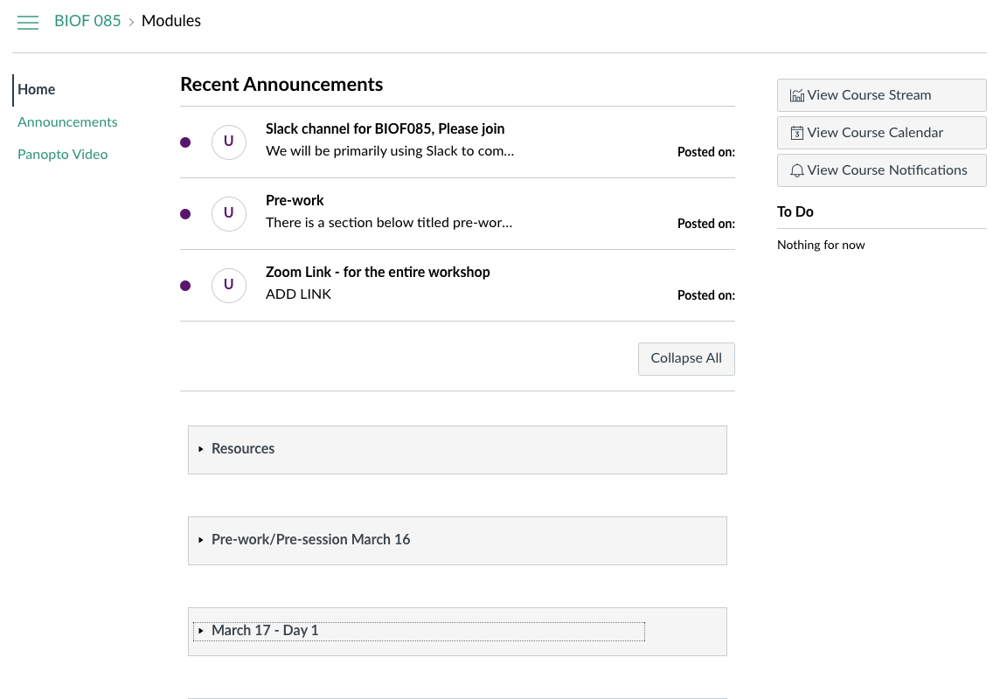 BIOF 085 > Modules
Home
Announcements
Panopto Video
Recent Announcements
U
Slack channel for BIOF085, Please join
We will be primarily using Slack to com...
Posted on:
U
Pre-work
There is a section below titled pre-wor...
Posted on:
U
Zoom Link - for the entire workshop
ADD LINK
Posted on:
Collapse All
Resources
Pre-work/Pre-session March 16
March 17 - Day 1
View Course Stream
3
View Course Calendar
View Course Notifications
To Do
Nothing for now